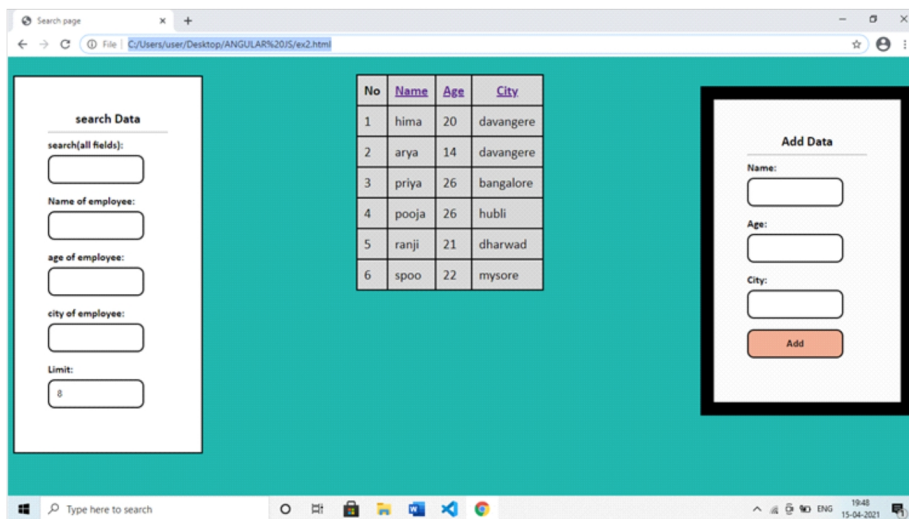 Search page
File | C:/Users/user/Desktop/ANGULAR%20JS/ex2.html
search Data
search(all fields):
Name of employee:
age of employee:
city of employee:
Limit:
8
No Name Age City
1 hima 20 davangere
2 arya 14 davangere
3 priya 26 bangalore
4 pooja 26 hubli
5 ranji 21 dharwad
6 spoo 22 mysore
Add Data
Name:
Age:
City:
Add
Type here to search
ENG
19:48
15-04-2021